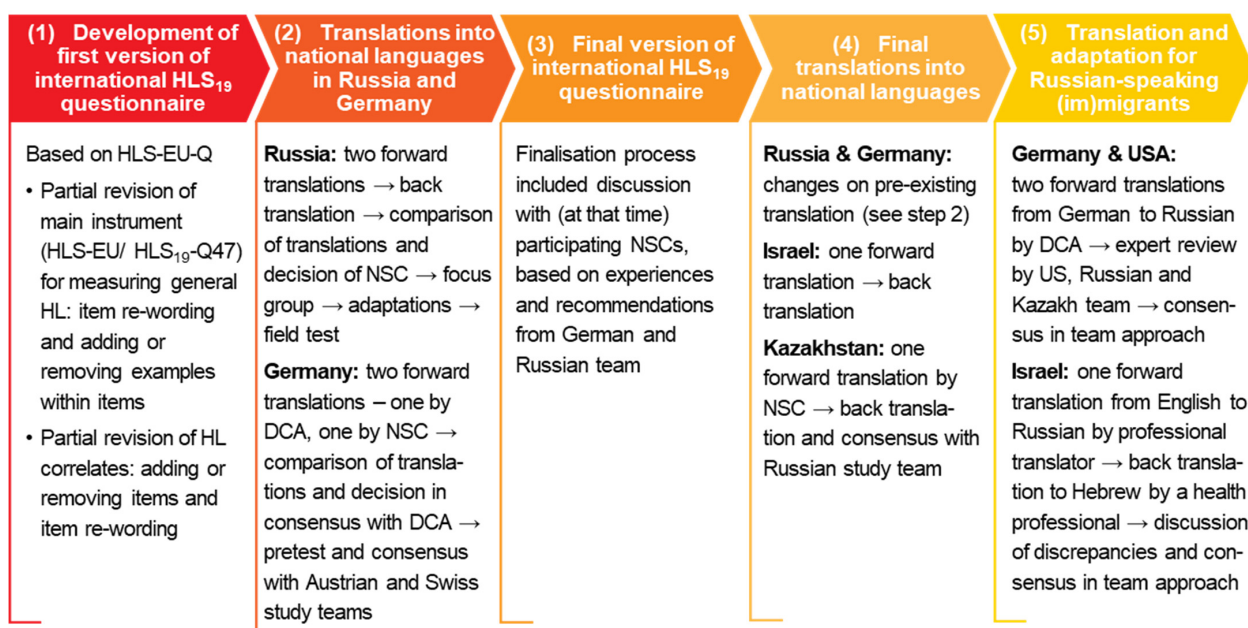 (1) Development of
first version of
international HLS19
questionnaire
Based on HLS-EU-Q
• Partial revision of
main instrument
(HLS-EU/ HLS19-Q47)
for measuring general
HL: item re-wording
and adding or
removing examples
within items
• Partial revision of HL
correlates: adding or
removing items and
item re-wording
(2) Translations into
national languages
in Russia and
Germany
Russia: two forward
translations → back
translation → comparison
of translations and
decision of NSC → focus
group → adaptations →
field test
Germany: two forward
translations – one by
DCA, one by NSC →
comparison of transla-
tions and decision in
consensus with DCA →
pretest and consensus
with Austrian and Swiss
study teams
(3) Final version of
international HLS19
questionnaire
Finalisation process
included discussion
with (at that time)
participating NSCs,
based on experiences
and recommendations
from German and
Russian team
(4) Final
translations into
national languages
Russia & Germany:
changes on pre-existing
translation (see step 2)
Israel: one forward
translation → back
translation
Kazakhstan: one
forward translation by
NSC → back transla-
tion and consensus with
Russian study team
(5) Translation and
adaptation for
Russian-speaking
(im)migrants
Germany & USA:
two forward translations
from German to Russian
by DCA → expert review
by US, Russian and
Kazakh team → consen-
sus in team approach
Israel: one forward
translation from English to
Russian by professional
translator → back transla-
tion to Hebrew by a health
professional → discussion
of discrepancies and con-
sensus in team approach